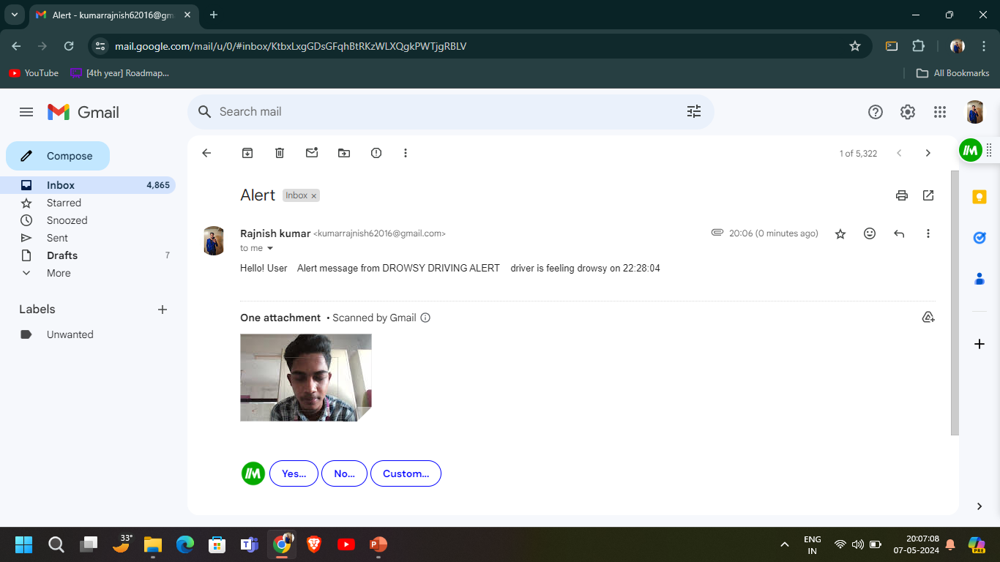 Alert - kumarrajnish62016@gm
mail.google.com/mail/u/0/#inbox/KtbxLxgGDsGFqhBtRKzWLXQgkPWTjgRBLV
YouTube
[4th year] Roadmap...
All Bookmarks
Gmail
Search mail
Compose
1 of 5,322
Inbox 4,865
Starred
Snoozed
Sent
Drafts 7
More
Labels
Unwanted
Alert Inbox ×
Rajnish kumar <kumarrajnish62016@gmail.com>
20:06 (0 minutes ago)
to me
Hello! User Alert message from DROWSY DRIVING ALERT driver is feeling drowsy on 22:28:04
One attachment • Scanned by Gmail
Yes... No... Custom...
33°
ENG
IN
20:07:08
07-05-2024
PRE